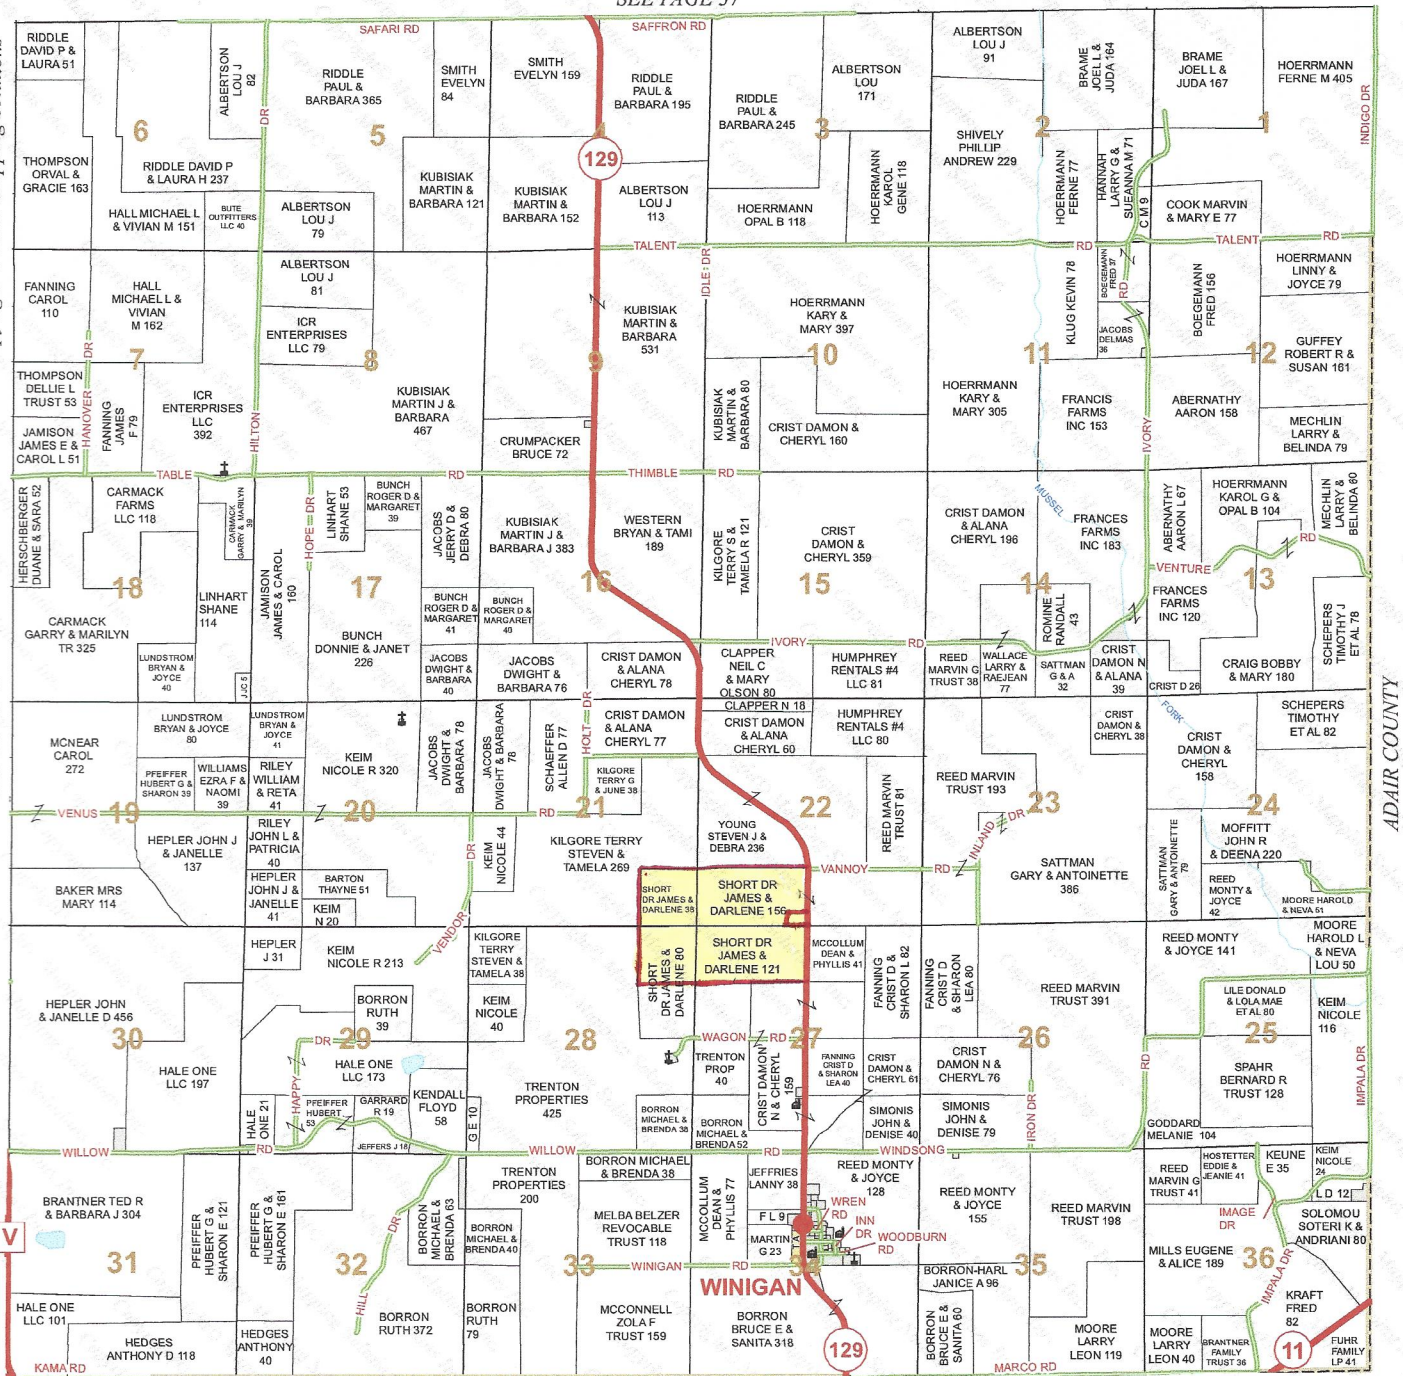 SEE PAGE 37
SAFARI RD
SAFFRON RD
RIDDLE
DAVID P &
LAURA 51
6
ALBERTSON
LOU J
82
DR
RIDDLE
PAUL &
BARBARA 365
5
SMITH
EVELYN
84
SMITH
EVELYN 159
RIDDLE
PAUL &
BARBARA 195
4
129
RIDDLE
PAUL &
BARBARA 245
3
ALBERTSON
LOU
171
ALBERTSON
LOU J
91
BRAME
JOEL L &
JUDA 164
2
BRAME
JOEL L &
JUDA 167
HOERRMANN
FERNE M 405
1
INDIGO DR
THOMPSON
ORVAL &
GRACIE 163
RIDDLE DAVID P
& LAURA H 237
HALL MICHAEL L
& VIVIAN M 151
BUTE
OUTFITTERS
LLC 40
ALBERTSON
LOU J
79
KUBISIAK
MARTIN &
BARBARA 121
KUBISIAK
MARTIN &
BARBARA 152
ALBERTSON
LOU J
113
HOERRMANN
OPAL B 118
HOERRMANN
KAROL
GENE 118
SHIVELY
PHILLIP
ANDREW 229
HOERRMANN
FERNE 77
HANNAH
LARRY G &
SUEANNA M 71
C M 9
COOK MARVIN
& MARY E 77
TALENT
RD
TALENT
RD
FANNING
CAROL
110
HALL
MICHAEL L &
VIVIAN
M 162
7
ALBERTSON
LOU J
81
ICR
ENTERPRISES
LLC 79
8
KUBISIAK
MARTIN &
BARBARA
531
9
IDLE DR
HOERRMANN
KARY &
MARY 397
10
KLUG KEVIN 78
11
BOEGEMANN
FRED 37
RD
JACOBS
DELMAS
36
BOEGEMANN
FRED 156
12
HOERRMANN
LINNY &
JOYCE 79
GUFFEY
ROBERT R &
SUSAN 161
THOMPSON
DELLIE L
TRUST 53
JAMISON
JAMES E &
CAROL L 51
HANOVER DR
FANNING
JAMES
F 79
ICR
ENTERPRISES
LLC
392
HILTON
KUBISIAK
MARTIN J &
BARBARA
467
CRUMPACKER
BRUCE 72
KUBISIAK
MARTIN &
BARBARA 80
CRIST DAMON &
CHERYL 160
HOERRMANN
KARY &
MARY 305
FRANCIS
FARMS
INC 153
IVORY
ABERNATHY
AARON 158
MECHLIN
LARRY &
BELINDA 79
TABLE
RD
THIMBLE
RD
HERSCHBERGER
DUANE & SARA 52
CARMACK
FARMS
LLC 118
18
CARMACK
GARRY & MARILYN
39
LINHART
SHANE
114
JAMISON
JAMES & CAROL
160
HOPE DR
LINHART
SHANE 53
BUNCH
ROGER D &
MARGARET
39
17
JACOBS
JERRY D &
DEBRA 80
KUBISIAK
MARTIN J &
BARBARA J 383
16
WESTERN
BRYAN & TAMI
189
KILGORE
TERRY S &
TAMELA R 121
CRIST
DAMON &
CHERYL 359
15
CRIST DAMON
& ALANA
CHERYL 196
14
MUSSEL
FRANCES
FARMS
INC 183
ABERNATHY
AARON L 67
HOERRMANN
KAROL G &
OPAL B 104
MECHLIN
LARRY &
BELINDA 60
VENTURE
RD
13
FRANCES
FARMS
INC 120
CARMACK
GARRY & MARILYN
TR 325
LUNDSTROM
BRYAN &
JOYCE
40
JJC 5
BUNCH
DONNIE & JANET
226
BUNCH
ROGER D &
MARGARET
41
BUNCH
ROGER D &
MARGARET
40
JACOBS
DWIGHT &
BARBARA
40
JACOBS
DWIGHT &
BARBARA 76
CRIST DAMON
& ALANA
CHERYL 78
IVORY
RD
CLAPPER
NEIL C
& MARY
OLSON 80
HUMPHREY
RENTALS #4
LLC 81
REED
MARVIN G
TRUST 38
WALLACE
LARRY &
RAEJEAN
77
ROMINE
RANDALL
43
SATTMAN
G & A
32
CRIST
DAMON N
& ALANA
39
CRIST D 26
CRAIG BOBBY
& MARY 180
SCHEPERS
TIMOTHY J
ET AL 78
MCNEAR
CAROL
272
LUNDSTROM
BRYAN & JOYCE
80
LUNDSTROM
BRYAN &
JOYCE
41
KEIM
NICOLE R 320
JACOBS
DWIGHT &
BARBARA 78
JACOBS
DWIGHT & BARBARA
78
SCHAEFFER
ALLEN D 77
HOLT DR
CRIST DAMON
& ALANA
CHERYL 77
CLAPPER N 18
CRIST DAMON
& ALANA
CHERYL 60
HUMPHREY
RENTALS #4
LLC 80
CRIST
DAMON &
CHERYL 38
FORK
CRIST
DAMON &
CHERYL
158
SCHEPERS
TIMOTHY
ET AL 82
ADAIR COUNTY
PFEIFFER
HUBERT G &
SHARON 39
WILLIAMS
EZRA F &
NAOMI
39
RILEY
WILLIAM
& RETA
41
KILGORE
TERRY G
& JUNE 38
REED MARVIN
TRUST 81
REED MARVIN
TRUST 193
VENUS
19
20
RD
21
22
23
24
HEPLER JOHN J
& JANELLE
137
RILEY
JOHN L &
PATRICIA
40
DR
KEIM
NICOLE 44
KILGORE TERRY
STEVEN &
TAMELA 269
YOUNG
STEVEN J &
DEBRA 236
VANNOY
RD
INLAND DR
SATTMAN
GARY & ANTOINETTE
386
SATTMAN
GARY & ANTOINETTE
79
MOFFITT
JOHN R
& DEENA 220
BAKER MRS
MARY 114
HEPLER
JOHN J &
JANELLE
41
BARTON
THAYNE 51
KEIM
N 20
VENDOR
SHORT
DR JAMES &
DARLENE 38
SHORT DR
JAMES &
DARLENE 156
REED
MONTY &
JOYCE
42
MOORE HAROLD
& NEVA 51
HEPLER
J 31
KEIM
NICOLE R 213
KILGORE
TERRY
STEVEN &
TAMELA 38
SHORT
DR JAMES &
DARLENE 80
SHORT DR
JAMES &
DARLENE 121
MCCOLLUM
DEAN &
PHYLLIS 41
FANNING
CRIST D &
SHARON L 82
FANNING
CRIST D
& SHARON
LEA 80
REED MARVIN
TRUST 391
REED MONTY
& JOYCE 141
MOORE
HAROLD L
& NEVA
LOU 50
HEPLER JOHN
& JANELLE D 456
30
BORRON
RUTH
39
KEIM
NICOLE
40
LILE DONALD
& LOLA MAE
ET AL 80
KEIM
NICOLE
116
DR
29
28
WAGON
RD
27
26
25
HALE ONE
LLC 197
HALE ONE
LLC 173
HAPPY
TRENTON
PROPERTIES
425
TRENTON
PROP
40
CRIST DAMON
N & CHERYL
159
FANNING
CRIST D
& SHARON
LEA 40
CRIST
DAMON
& CHERYL 61
CRIST
DAMON N &
CHERYL 76
RD
SPAHR
BERNARD R
TRUST 128
IMPALA DR
HALE
ONE 21
PFEIFFER
HUBERT
53
GARRARD
R 19
KENDALL
FLOYD
58
G E 10
BORRON
MICHAEL &
BRENDA 38
BORRON
MICHAEL &
BRENDA 52
SIMONIS
JOHN &
DENISE 40
SIMONIS
JOHN &
DENISE 79
IRON DR
GODDARD
MELANIE 104
JEFFERS J 18
WILLOW
RD
WILLOW
RD
WINDSONG
BRANTNER TED R
& BARBARA J 304
V
31
PFEIFFER
HUBERT G &
SHARON E 121
PFEIFFER
HUBERT G &
SHARON E 161
32
HILL DR
BORRON
MICHAEL &
BRENDA 63
TRENTON
PROPERTIES
200
BORRON
MICHAEL &
BRENDA 40
BORRON MICHAEL
& BRENDA 38
MELBA BELZER
REVOCABLE
TRUST 118
33
MCCOLLUM
DEAN &
PHYLLIS 77
JEFFRIES
LANNY 38
F L 9
MARTIN
G 23
REED MONTY
& JOYCE
128
WREN
RD
INN
DR
WOODBURN
RD
34
REED MONTY
& JOYCE
155
35
REED MARVIN
TRUST 198
REED
MARVIN G
TRUST 41
HOSTETTER
EDDIE &
JEANIE 41
KEUNE
E 35
KEIM
NICOLE
24
L D 12
IMAGE
DR
SOLOMOU
SOTERI K &
ANDRIANI 80
MILLS EUGENE
& ALICE 189
36
IMPALA DR
WINIGAN
RD
WINIGAN
BORRON-HARL
JANICE A 96
HALE ONE
LLC 101
HEDGES
ANTHONY D 118
HEDGES
ANTHONY
40
BORRON
RUTH 372
BORRON
RUTH
79
MCCONNELL
ZOLA F
TRUST 159
BORRON
BRUCE E &
SANITA 318
129
BORRON
BRUCE E &
SANITA 60
MOORE
LARRY
LEON 119
MOORE
LARRY
LEON 40
BRANTNER
FAMILY
TRUST 36
KRAFT
FRED
82
11
FUHR
FAMILY
LP 41
KAMA RD
MARCO RD